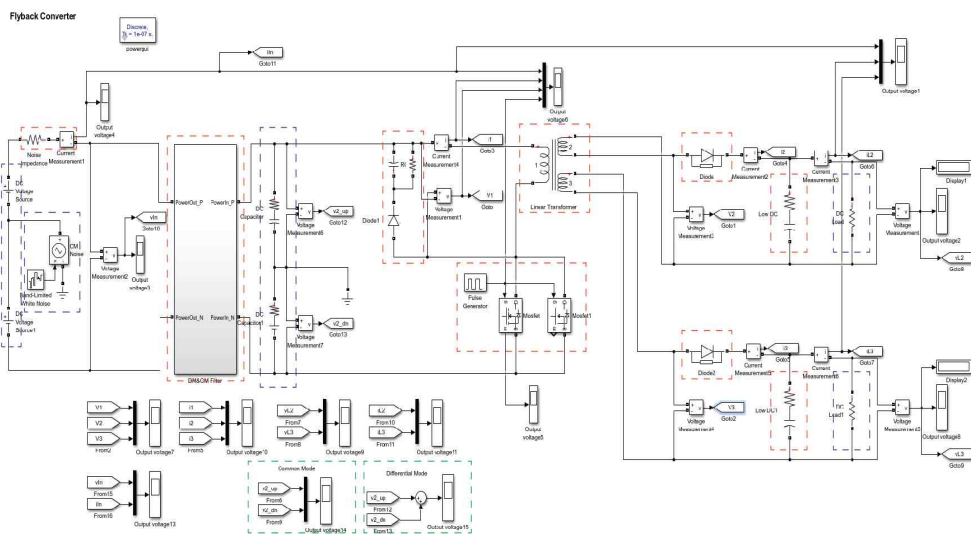 Flyback Converter
Discrete,
Ts = 1e-07 s.
powergui
iIn
Goto11
Output
voltage4
Noise
Impedance
Current
Measurement1
DC
Voltage
Source
vIn
Goto10
CM
Noise
Band-Limited
White Noise
Voltage
Measurement2
Output
voltage3
DC
Voltage
Source1
PowerOut_P
PowerIn_P
PowerOut_N
PowerIn_N
DM&CM Filter
DC
Capacitor
Voltage
Measurement6
v2_up
Goto12
DC
Capacitor1
Voltage
Measurement7
v2_dn
Goto13
Diode1
Current
Measurement4
i1
Goto3
Voltage
Measurement1
V1
Goto
Output
voltage6
1
2
3
Linear Transformer
Pulse
Generator
Mosfet
Mosfet1
Output
voltage5
Diode
Current
Measurement2
i2
Goto4
Current
Measurement3
iL2
Goto6
Output voltage1
Voltage
Measurement3
V2
Goto1
Low DC
DC
Load
Voltage
Measurement
Display1
Output voltage2
vL2
Goto8
Diode2
Current
Measurement5
i3
Goto5
Current
iL3
Goto7
Voltage
Measurement4
V3
Goto2
Low DC1
DC
Load1
Voltage
Display2
Output voltage8
vL3
Goto9
V1
V2
V3
From2
Output voltage7
i1
i2
i3
From5
Output voltage10
vL2
From7
vL3
From8
Output voltage9
iL2
From10
iL3
From11
Output voltage11
vIn
From15
iIn
From16
Output voltage13
Common Mode
v2_up
From6
v2_dn
From9
Output voltage14
Differential Mode
v2_up
From12
v2_dn
From13
Output voltage15